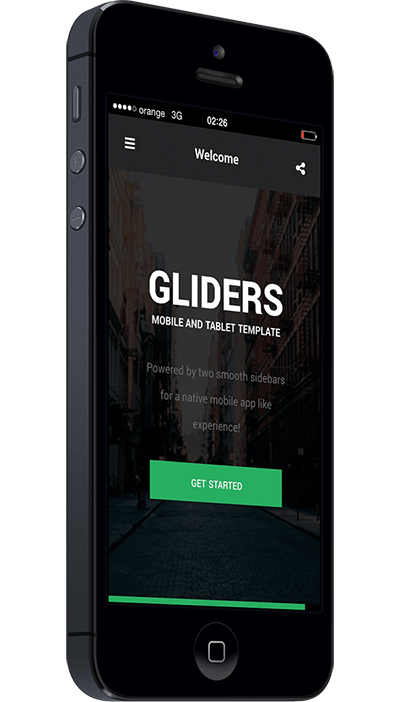 orange 3G 02:26
Welcome
GLIDERS
MOBILE AND TABLET TEMPLATE
Powered by two smooth sidebars
for a native mobile app like
experience!
GET STARTED